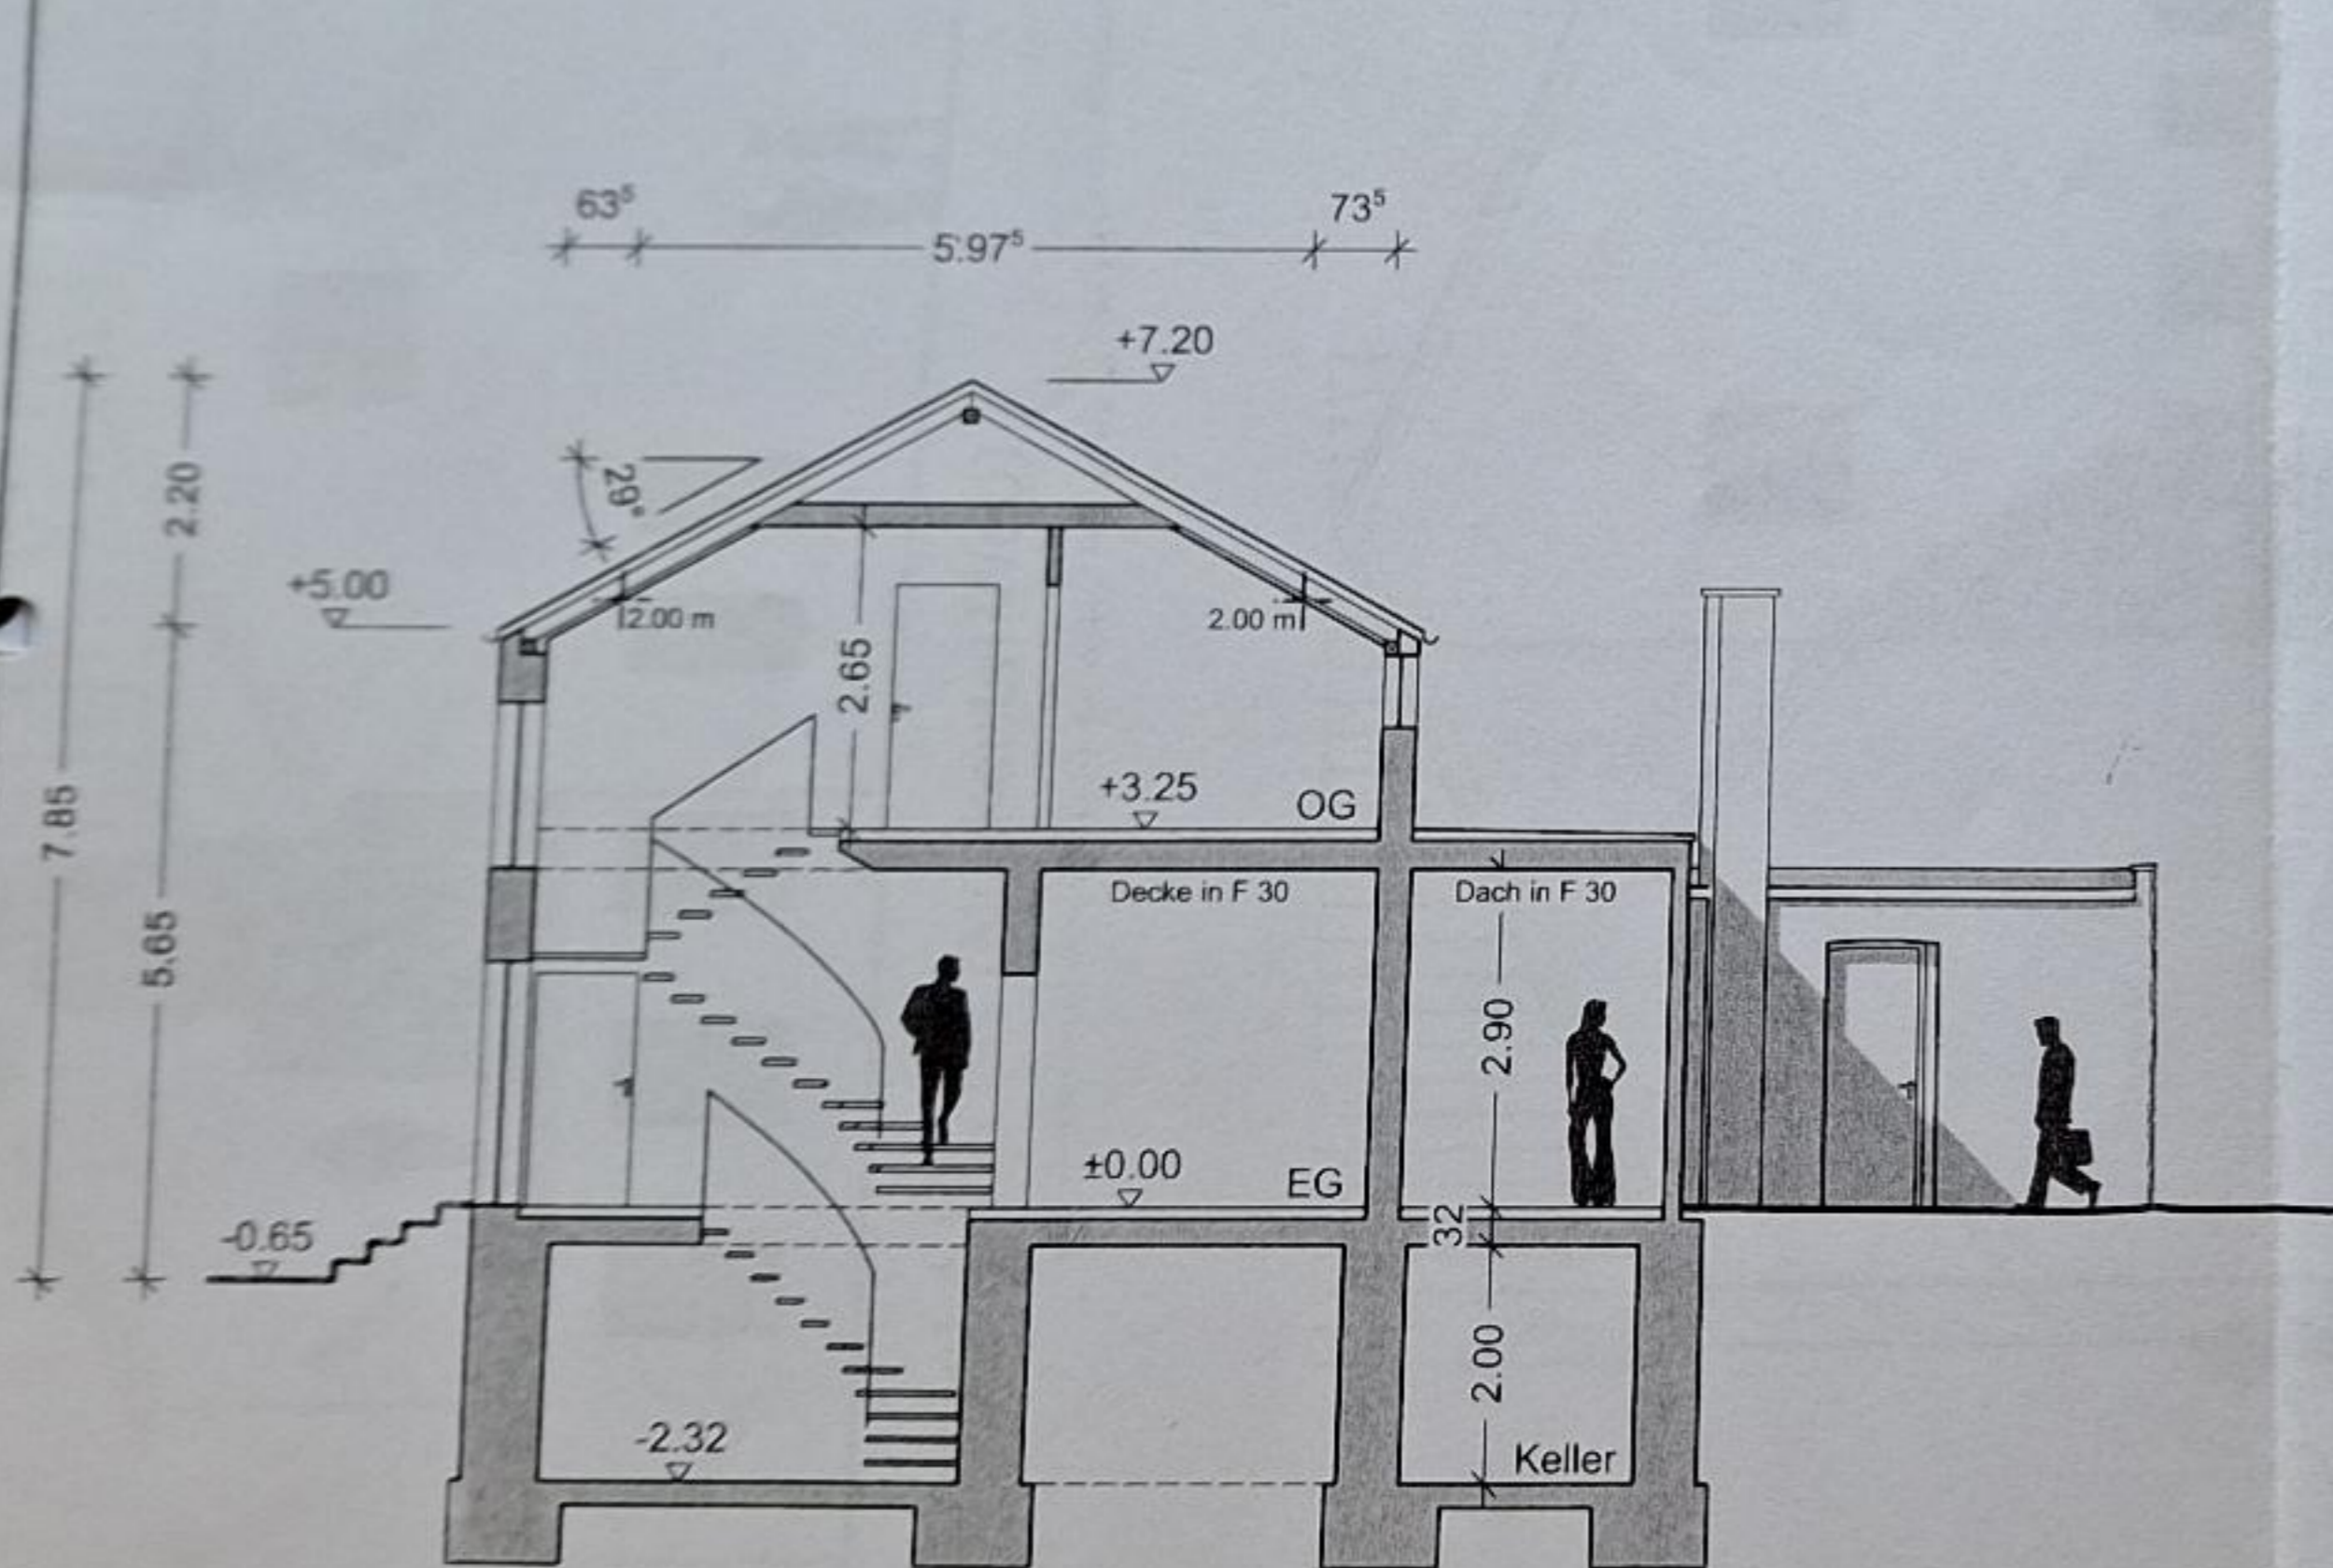 63⁵
73⁵
5.97⁵
+7.20
29°
2.20
+5.00
2.00 m
2.00 m
2.65
7.85
+3.25
OG
5.65
Decke in F 30
Dach in F 30
2.90
±0.00
EG
-0.65
32
2.00
-2.32
Keller